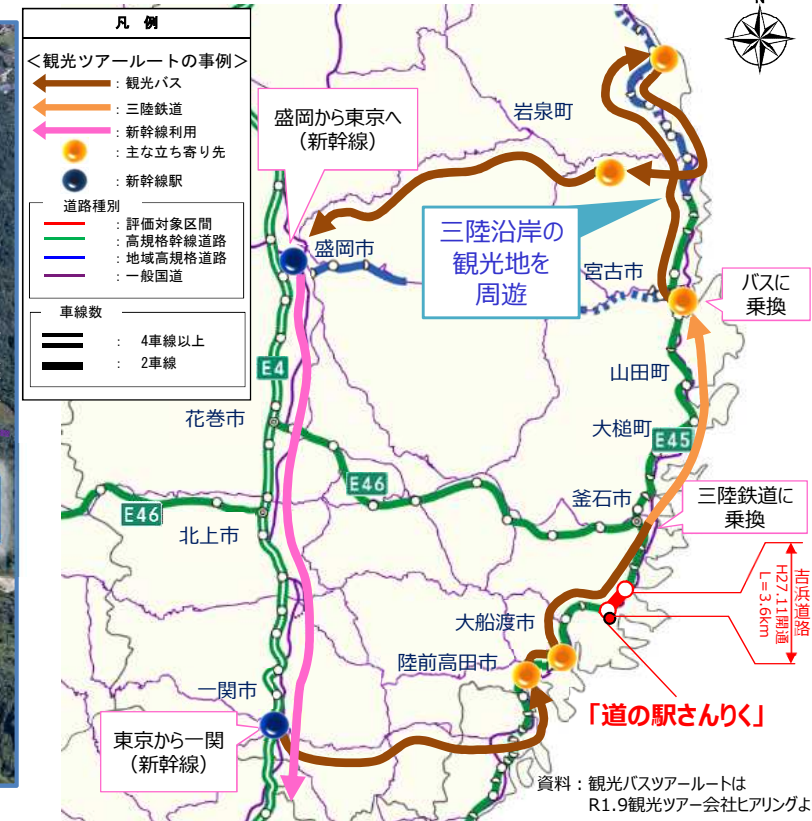 凡 例
＜観光ツアールートの事例＞
：観光バス
：三陸鉄道
：新幹線利用
：主な立ち寄り先
：新幹線駅
道路種別
：評価対象区間
：高規格幹線道路
：地域高規格道路
：一般国道
車線数
：4車線以上
：2車線
N
盛岡から東京へ
（新幹線）
岩泉町
盛岡市
三陸沿岸の
観光地を
周遊
宮古市
バスに
乗換
山田町
E4
花巻市
大槌町
E45
E46
釜石市
三陸鉄道に
乗換
E46
北上市
吉浜道路
H27.11開通
L=3.6km
大船渡市
陸前高田市
一関市
「道の駅さんりく」
東京から一関
（新幹線）
資料：観光バスツアールートは
R1.9観光ツアー会社ヒアリングよ